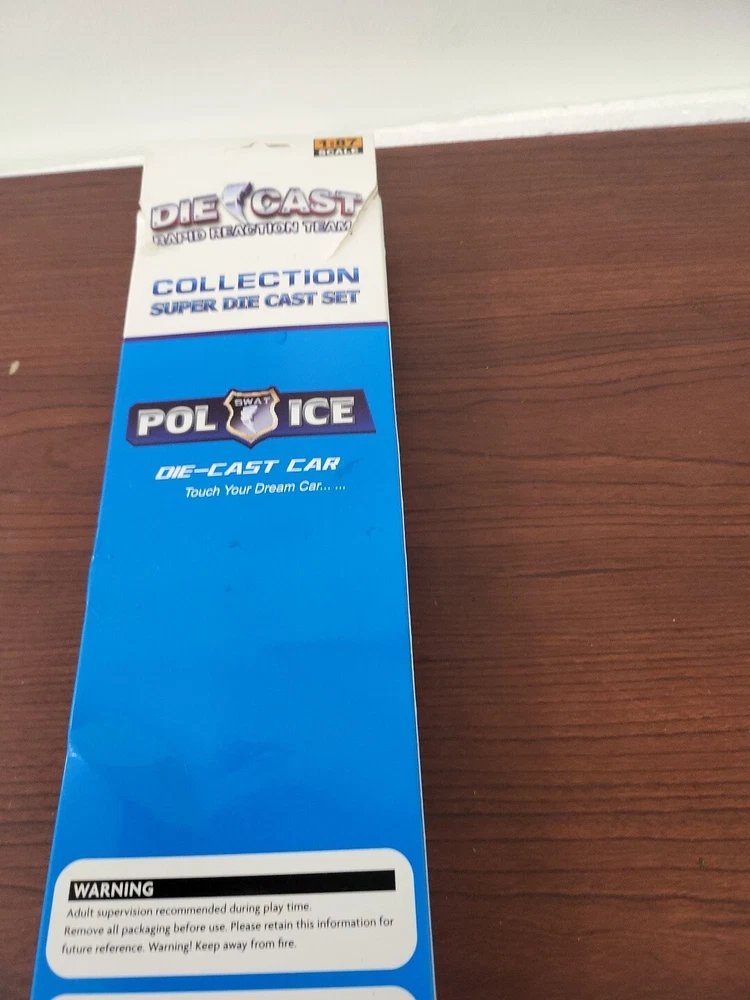 1:87
SCALE
DIE CAST
RAPID REACTION TEAM
COLLECTION
SUPER DIE CAST SET
SWAT
POL ICE
DIE-CAST CAR
Touch Your Dream Car... ...
WARNING
Adult supervision recommended during play time.
Remove all packaging before use. Please retain this information for
future reference. Warning! Keep away from fire.